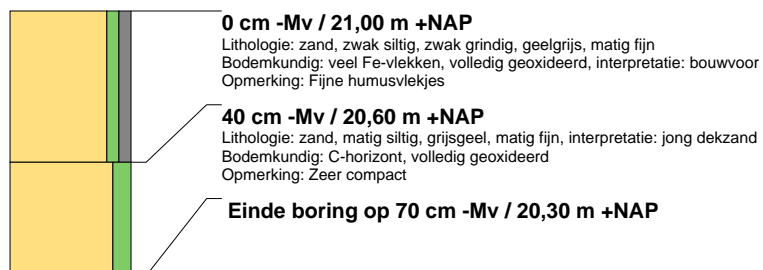 0 cm -Mv / 21,00 m +NAP
Lithologie: zand, zwak siltig, zwak grindig, geelgrijs, matig fijn
Bodemkundig: veel Fe-vlekken, volledig geoxideerd, interpretatie: bouwvoor
Opmerking: Fijne humusvlekjes
40 cm -Mv / 20,60 m +NAP
Lithologie: zand, matig siltig, grijsgeel, matig fijn, interpretatie: jong dekzand
Bodemkundig: C-horizont, volledig geoxideerd
Opmerking: Zeer compact
Einde boring op 70 cm -Mv / 20,30 m +NAP